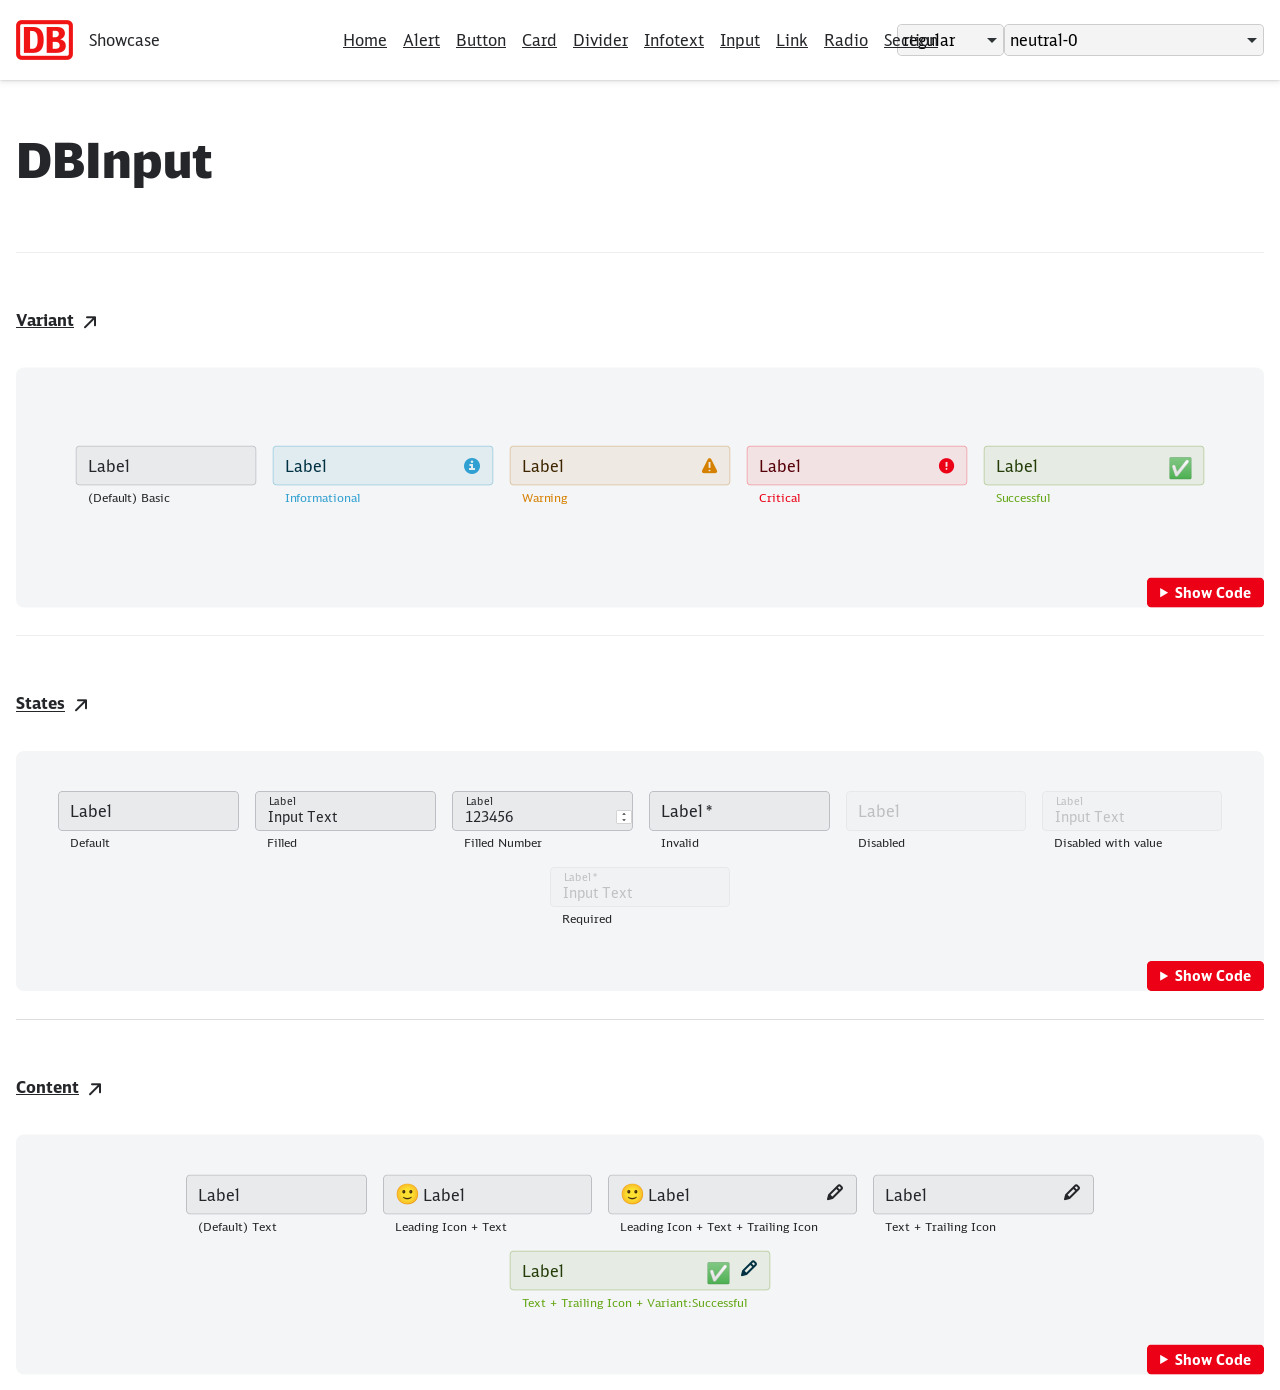 DB Showcase Home Alert Button Card Divider Infotext Input Link Radio Section regular neutral-0
DBInput
Variant
Label Label Label Label Label
(Default) Basic Informational Warning Critical Successful
Show Code
States
Label Label Input Text Label 123456 Label * Label Label Input Text
Default Filled Filled Number Invalid Disabled Disabled with value
Label *
Input Text
Required
Show Code
Content
Label Label Label Label
(Default) Text Leading Icon + Text Leading Icon + Text + Trailing Icon Text + Trailing Icon
Label
Text + Trailing Icon + Variant:Successful
Show Code